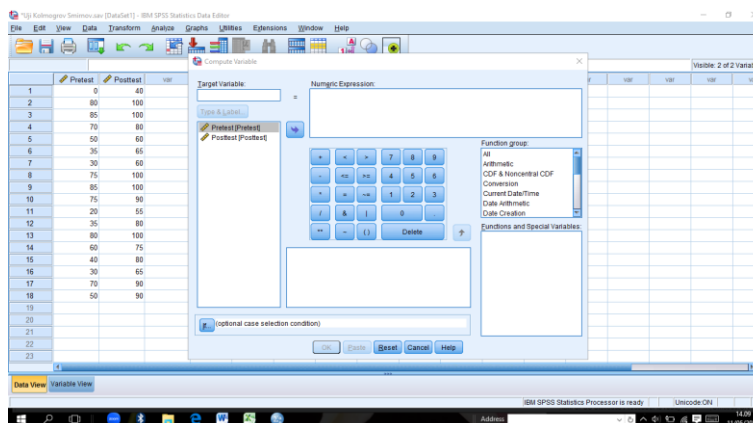 *Uji Kolmogrov Smirnov.sav [DataSet1] - IBM SPSS Statistics Data Editor
File Edit View Data Transform Analyze Graphs Utilities Extensions Window Help
Visible: 2 of 2 Variab
Compute Variable
Target Variable:
Numeric Expression:
=
Type & Label...
Pretest [Pretest]
Posttest [Posttest]
+ < > 7 8 9
- <= >= 4 5 6
* = ~= 1 2 3
/ & | 0 .
** ~ ( ) Delete
Function group:
All
Arithmetic
CDF & Noncentral CDF
Conversion
Current Date/Time
Date Arithmetic
Date Creation
Functions and Special Variables:
If... (optional case selection condition)
OK Paste Reset Cancel Help
Pretest Posttest var var var var
1 0 40
2 80 100
3 85 100
4 70 80
5 50 60
6 35 65
7 30 60
8 75 100
9 85 100
10 75 90
11 20 55
12 35 80
13 80 100
14 60 75
15 40 80
16 30 65
17 70 90
18 50 90
19
20
21
22
23
Data View Variable View
IBM SPSS Statistics Processor is ready Unicode:ON
Address
14.09